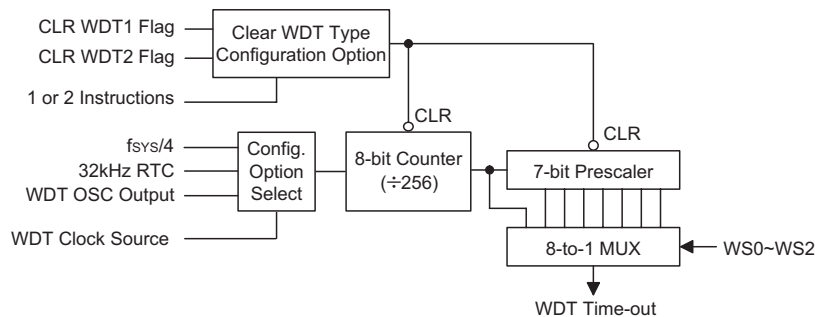 CLR WDT1 Flag
CLR WDT2 Flag
1 or 2 Instructions
Clear WDT Type
Configuration Option
CLR
CLR
fSYS/4
32kHz RTC
WDT OSC Output
WDT Clock Source
Config.
Option
Select
8-bit Counter
(÷256)
7-bit Prescaler
8-to-1 MUX
WS0~WS2
WDT Time-out